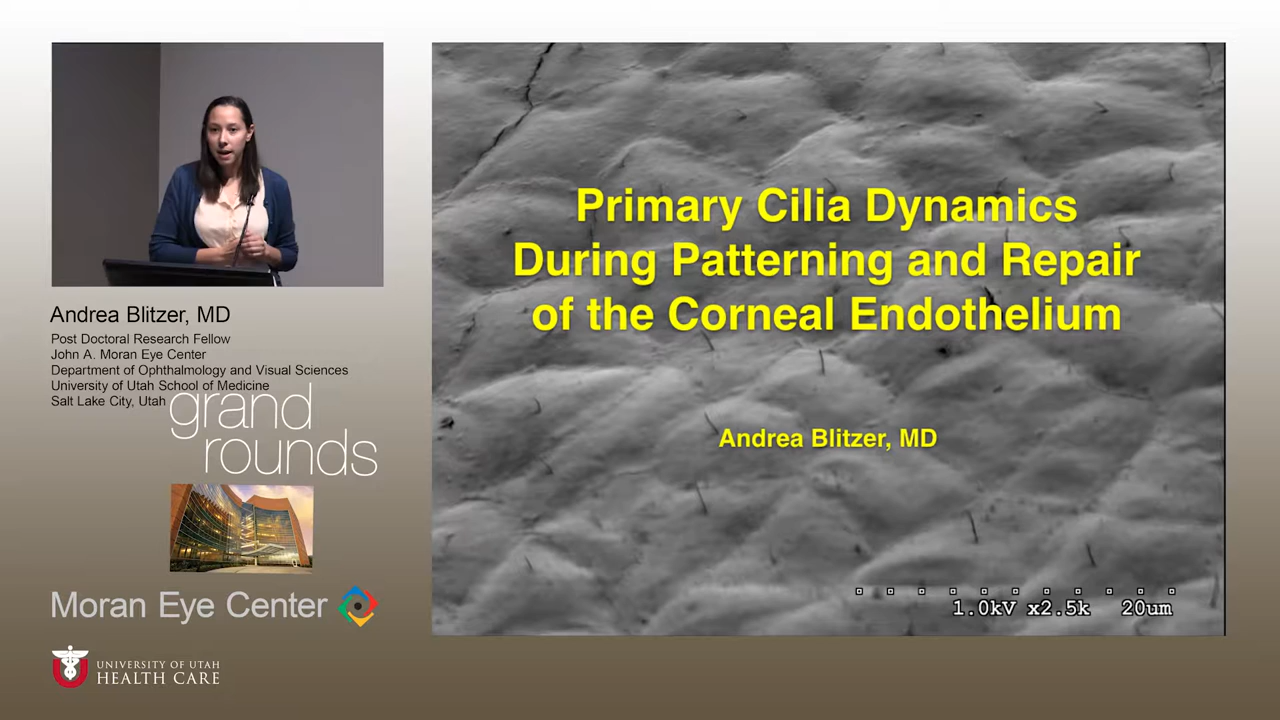 Andrea Blitzer, MD
Post Doctoral Research Fellow
John A. Moran Eye Center
Department of Ophthalmology and Visual Sciences
University of Utah School of Medicine
Salt Lake City, Utah
grand
rounds
Moran Eye Center
UNIVERSITY OF UTAH
HEALTH CARE
Primary Cilia Dynamics
During Patterning and Repair
of the Corneal Endothelium
Andrea Blitzer, MD
1.0kV x2.5k 20um